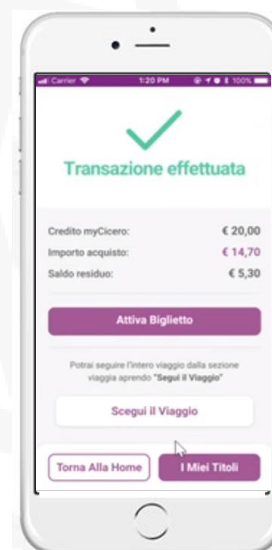 Carrier 1:20 PM 100%
Transazione effettuata
Credito myCicero: € 20,00
Importo acquisto: € 14,70
Saldo residuo: € 5,30
Attiva Biglietto
Potrai seguire l'intero viaggio dalla sezione
viaggia aprendo "Segui il Viaggio"
Scegui il Viaggio
Torna Alla Home I Miei Titoli